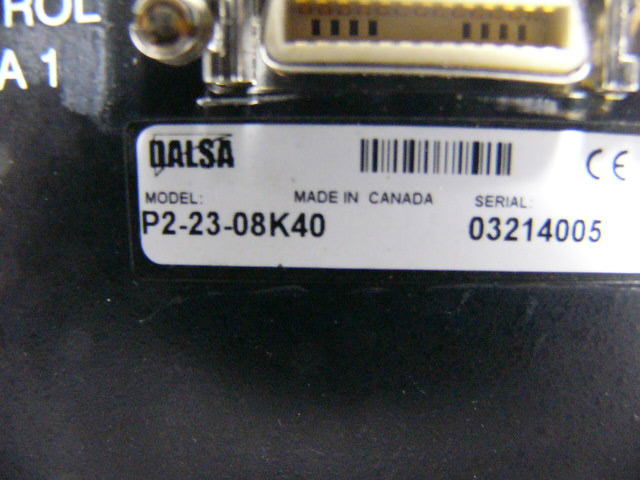 ROL
A 1
DALSA
CE
MODEL: MADE IN CANADA SERIAL:
P2-23-08K40 03214005